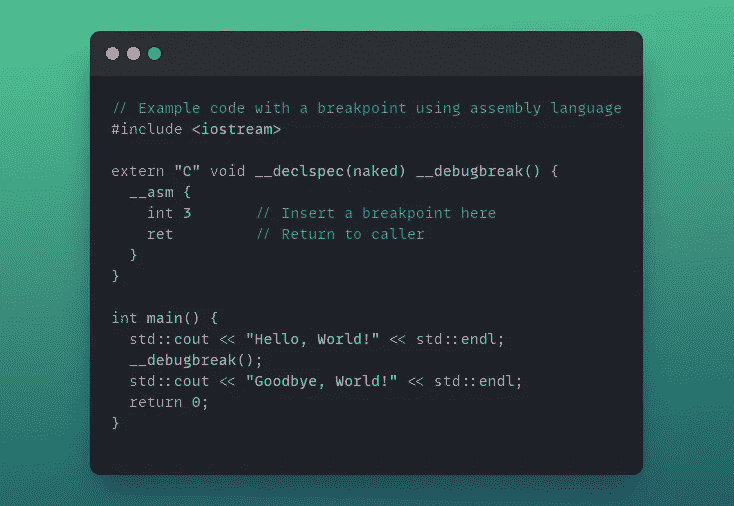 // Example code with a breakpoint using assembly language
#include <iostream>

extern "C" void __declspec(naked) __debugbreak() {
  __asm {
    int 3       // Insert a breakpoint here
    ret         // Return to caller
  }
}

int main() {
  std::cout << "Hello, World!" << std::endl;
  __debugbreak();
  std::cout << "Goodbye, World!" << std::endl;
  return 0;
}